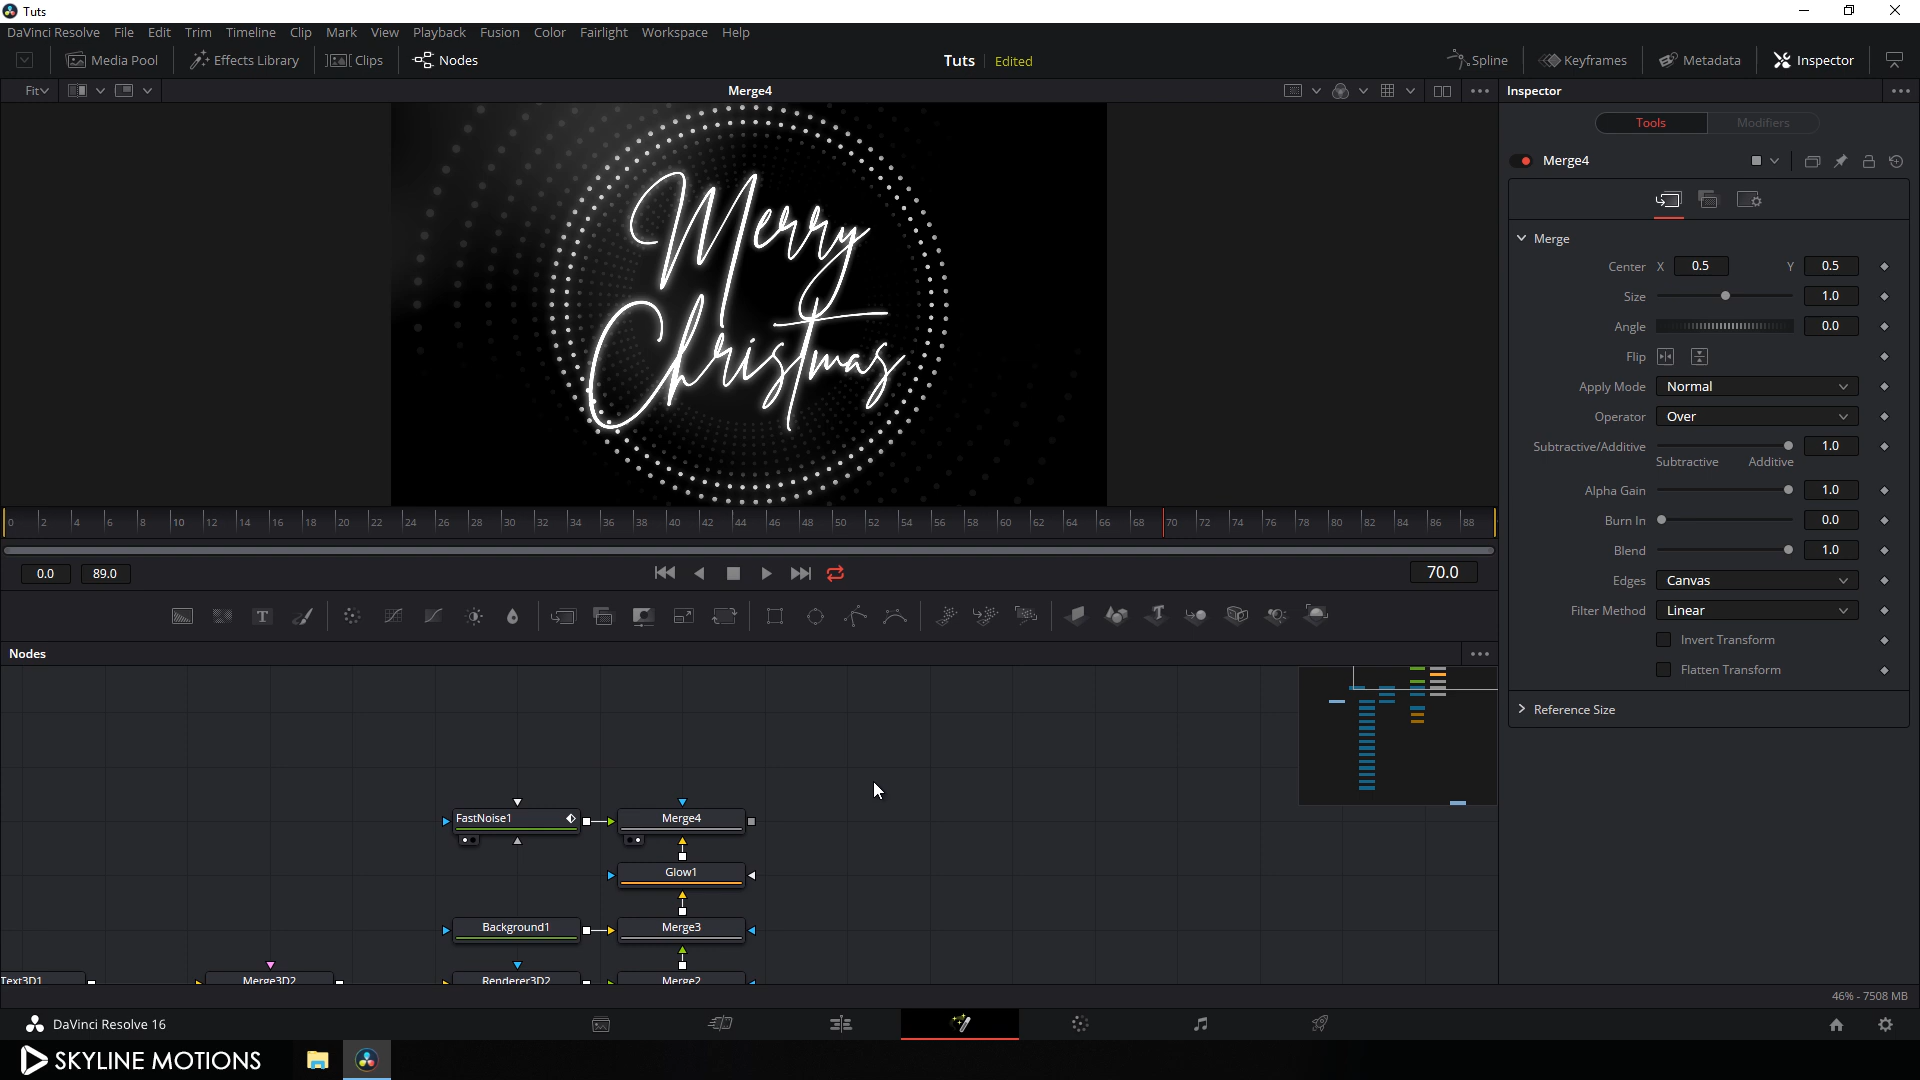 Tuts
DaVinci Resolve File Edit Trim Timeline Clip Mark View Playback Fusion Color Fairlight Workspace Help
Media Pool Effects Library Clips Nodes Tuts Edited Spline Keyframes Metadata Inspector
Fit Merge4 Inspector
Tools Modifiers
Merge4
Merry
Christmas
Merge
Center X 0.5 Y 0.5
Size 1.0
Angle 0.0
Flip
Apply Mode Normal
Operator Over
Subtractive/Additive 1.0
Subtractive Additive
Alpha Gain 1.0
Burn In 0.0
Blend 1.0
Edges Canvas
Filter Method Linear
Invert Transform
Flatten Transform
Reference Size
0 2 4 6 8 10 12 14 16 18 20 22 24 26 28 30 32 34 36 38 40 42 44 46 48 50 52 54 56 58 60 62 64 66 68 70 72 74 76 78 80 82 84 86 88
0.0 89.0 70.0
Nodes
FastNoise1 Merge4
Glow1
Background1 Merge3
Text3D1 Merge3D2 Renderer3D2 Merge2
46% - 7508 MB
DaVinci Resolve 16
SKYLINE MOTIONS